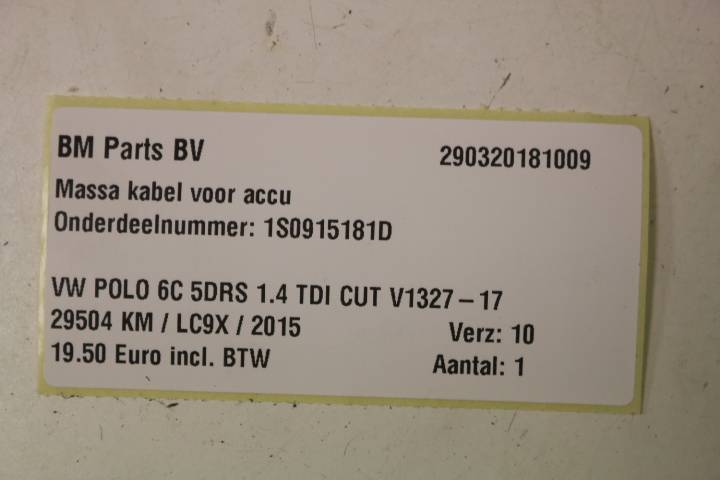 BM Parts BV 290320181009
Massa kabel voor accu
Onderdeelnummer: 1S0915181D
VW POLO 6C 5DRS 1.4 TDI CUT V1327-17
29504 KM / LC9X / 2015 Verz: 10
19.50 Euro incl. BTW Aantal: 1